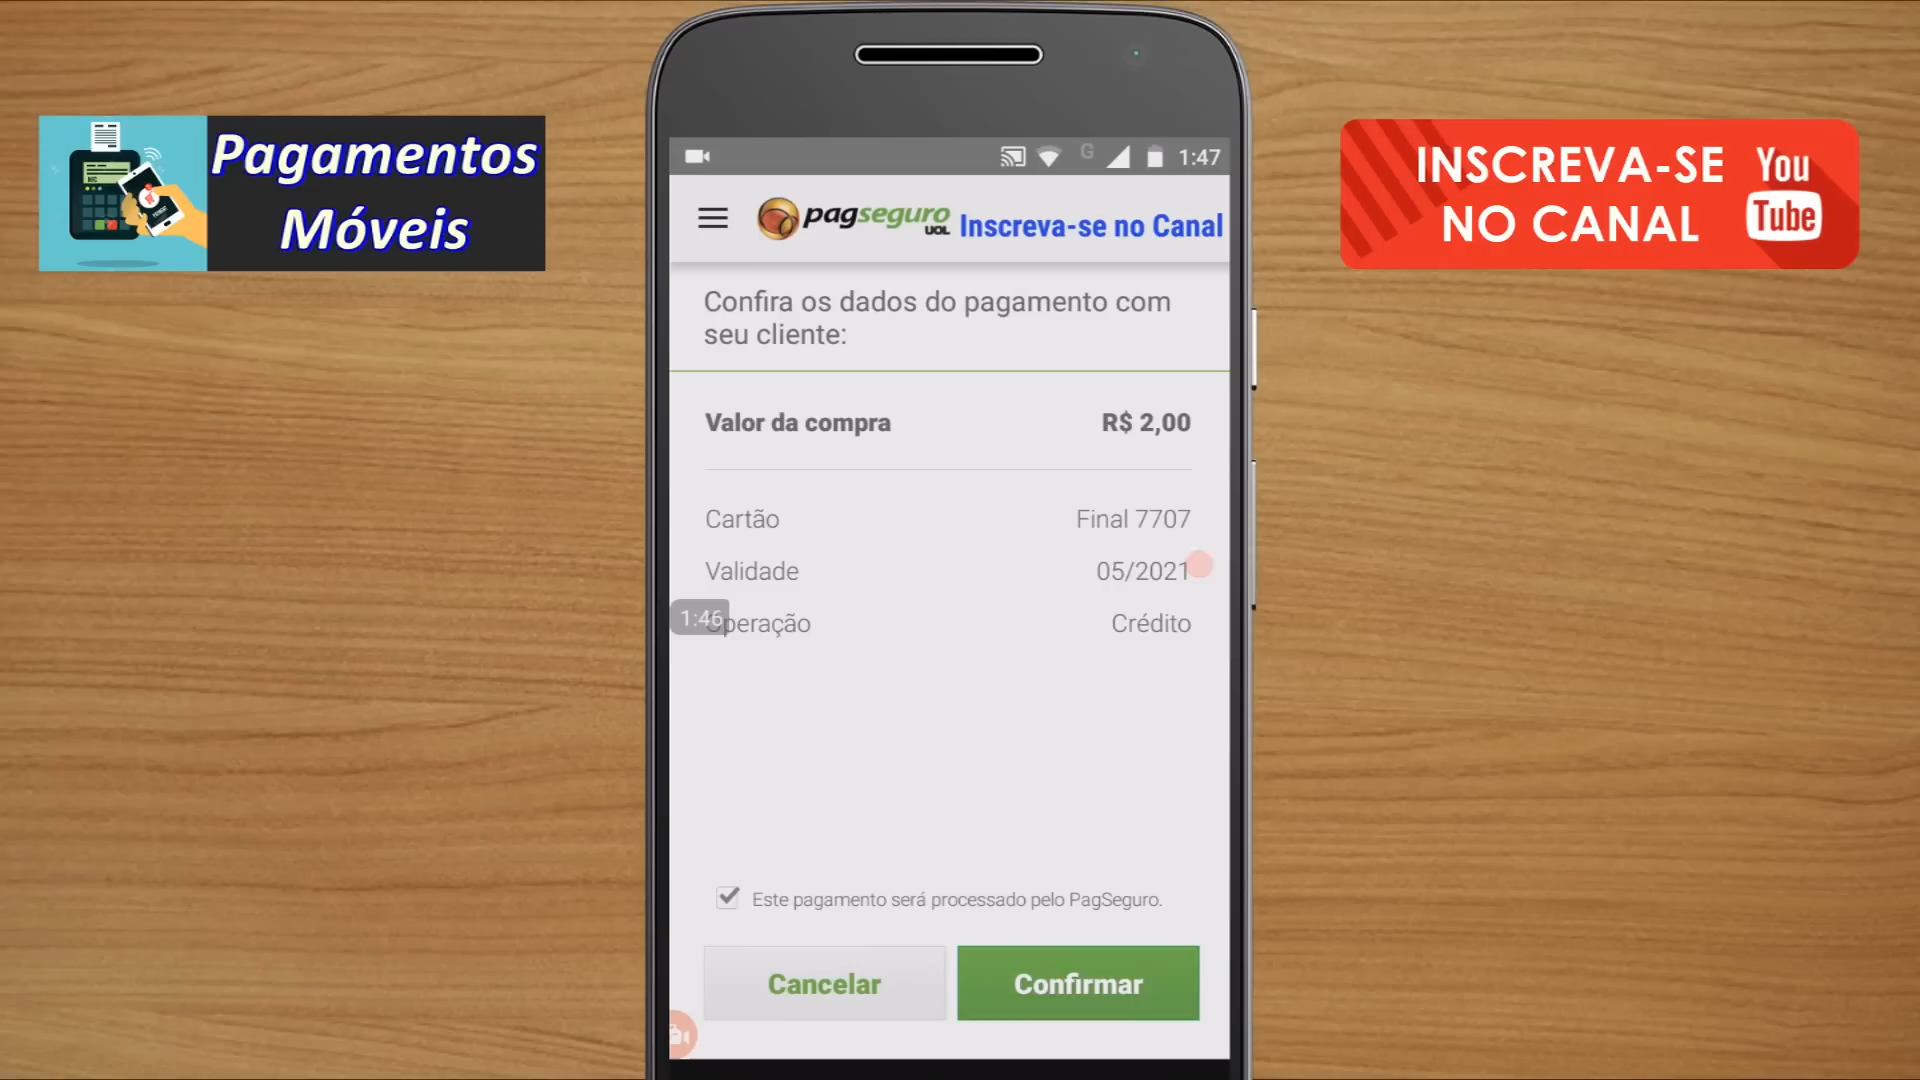 Pagamentos
Móveis
INSCREVA-SE
NO CANAL
You
Tube
G
1:47
pagseguro
UOL
Inscreva-se no Canal
Confira os dados do pagamento com
seu cliente:
Valor da compra R$ 2,00
Cartão Final 7707
Validade 05/2021
1:46
Operação Crédito
Este pagamento será processado pelo PagSeguro.
Cancelar Confirmar